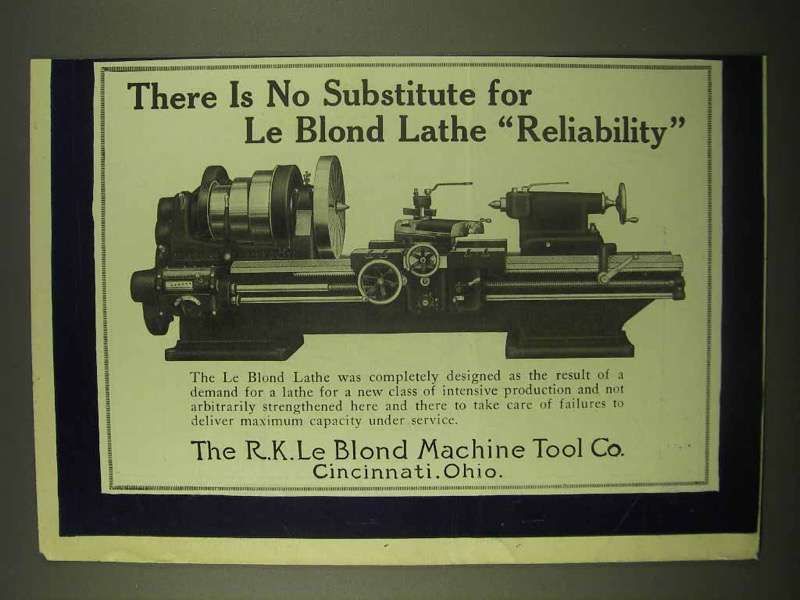 There Is No Substitute for
Le Blond Lathe "Reliability"
The Le Blond Lathe was completely designed as the result of a
demand for a lathe for a new class of intensive production and not
arbitrarily strengthened here and there to take care of failures to
deliver maximum capacity under service.
The R.K.Le Blond Machine Tool Co.
Cincinnati.Ohio.